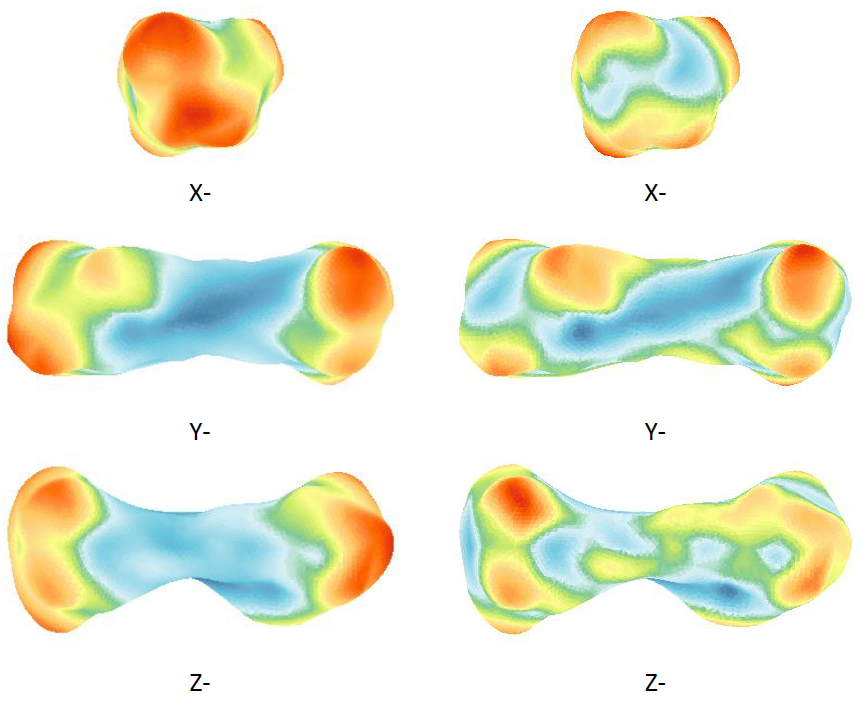 X- X-
Y- Y-
Z- Z-